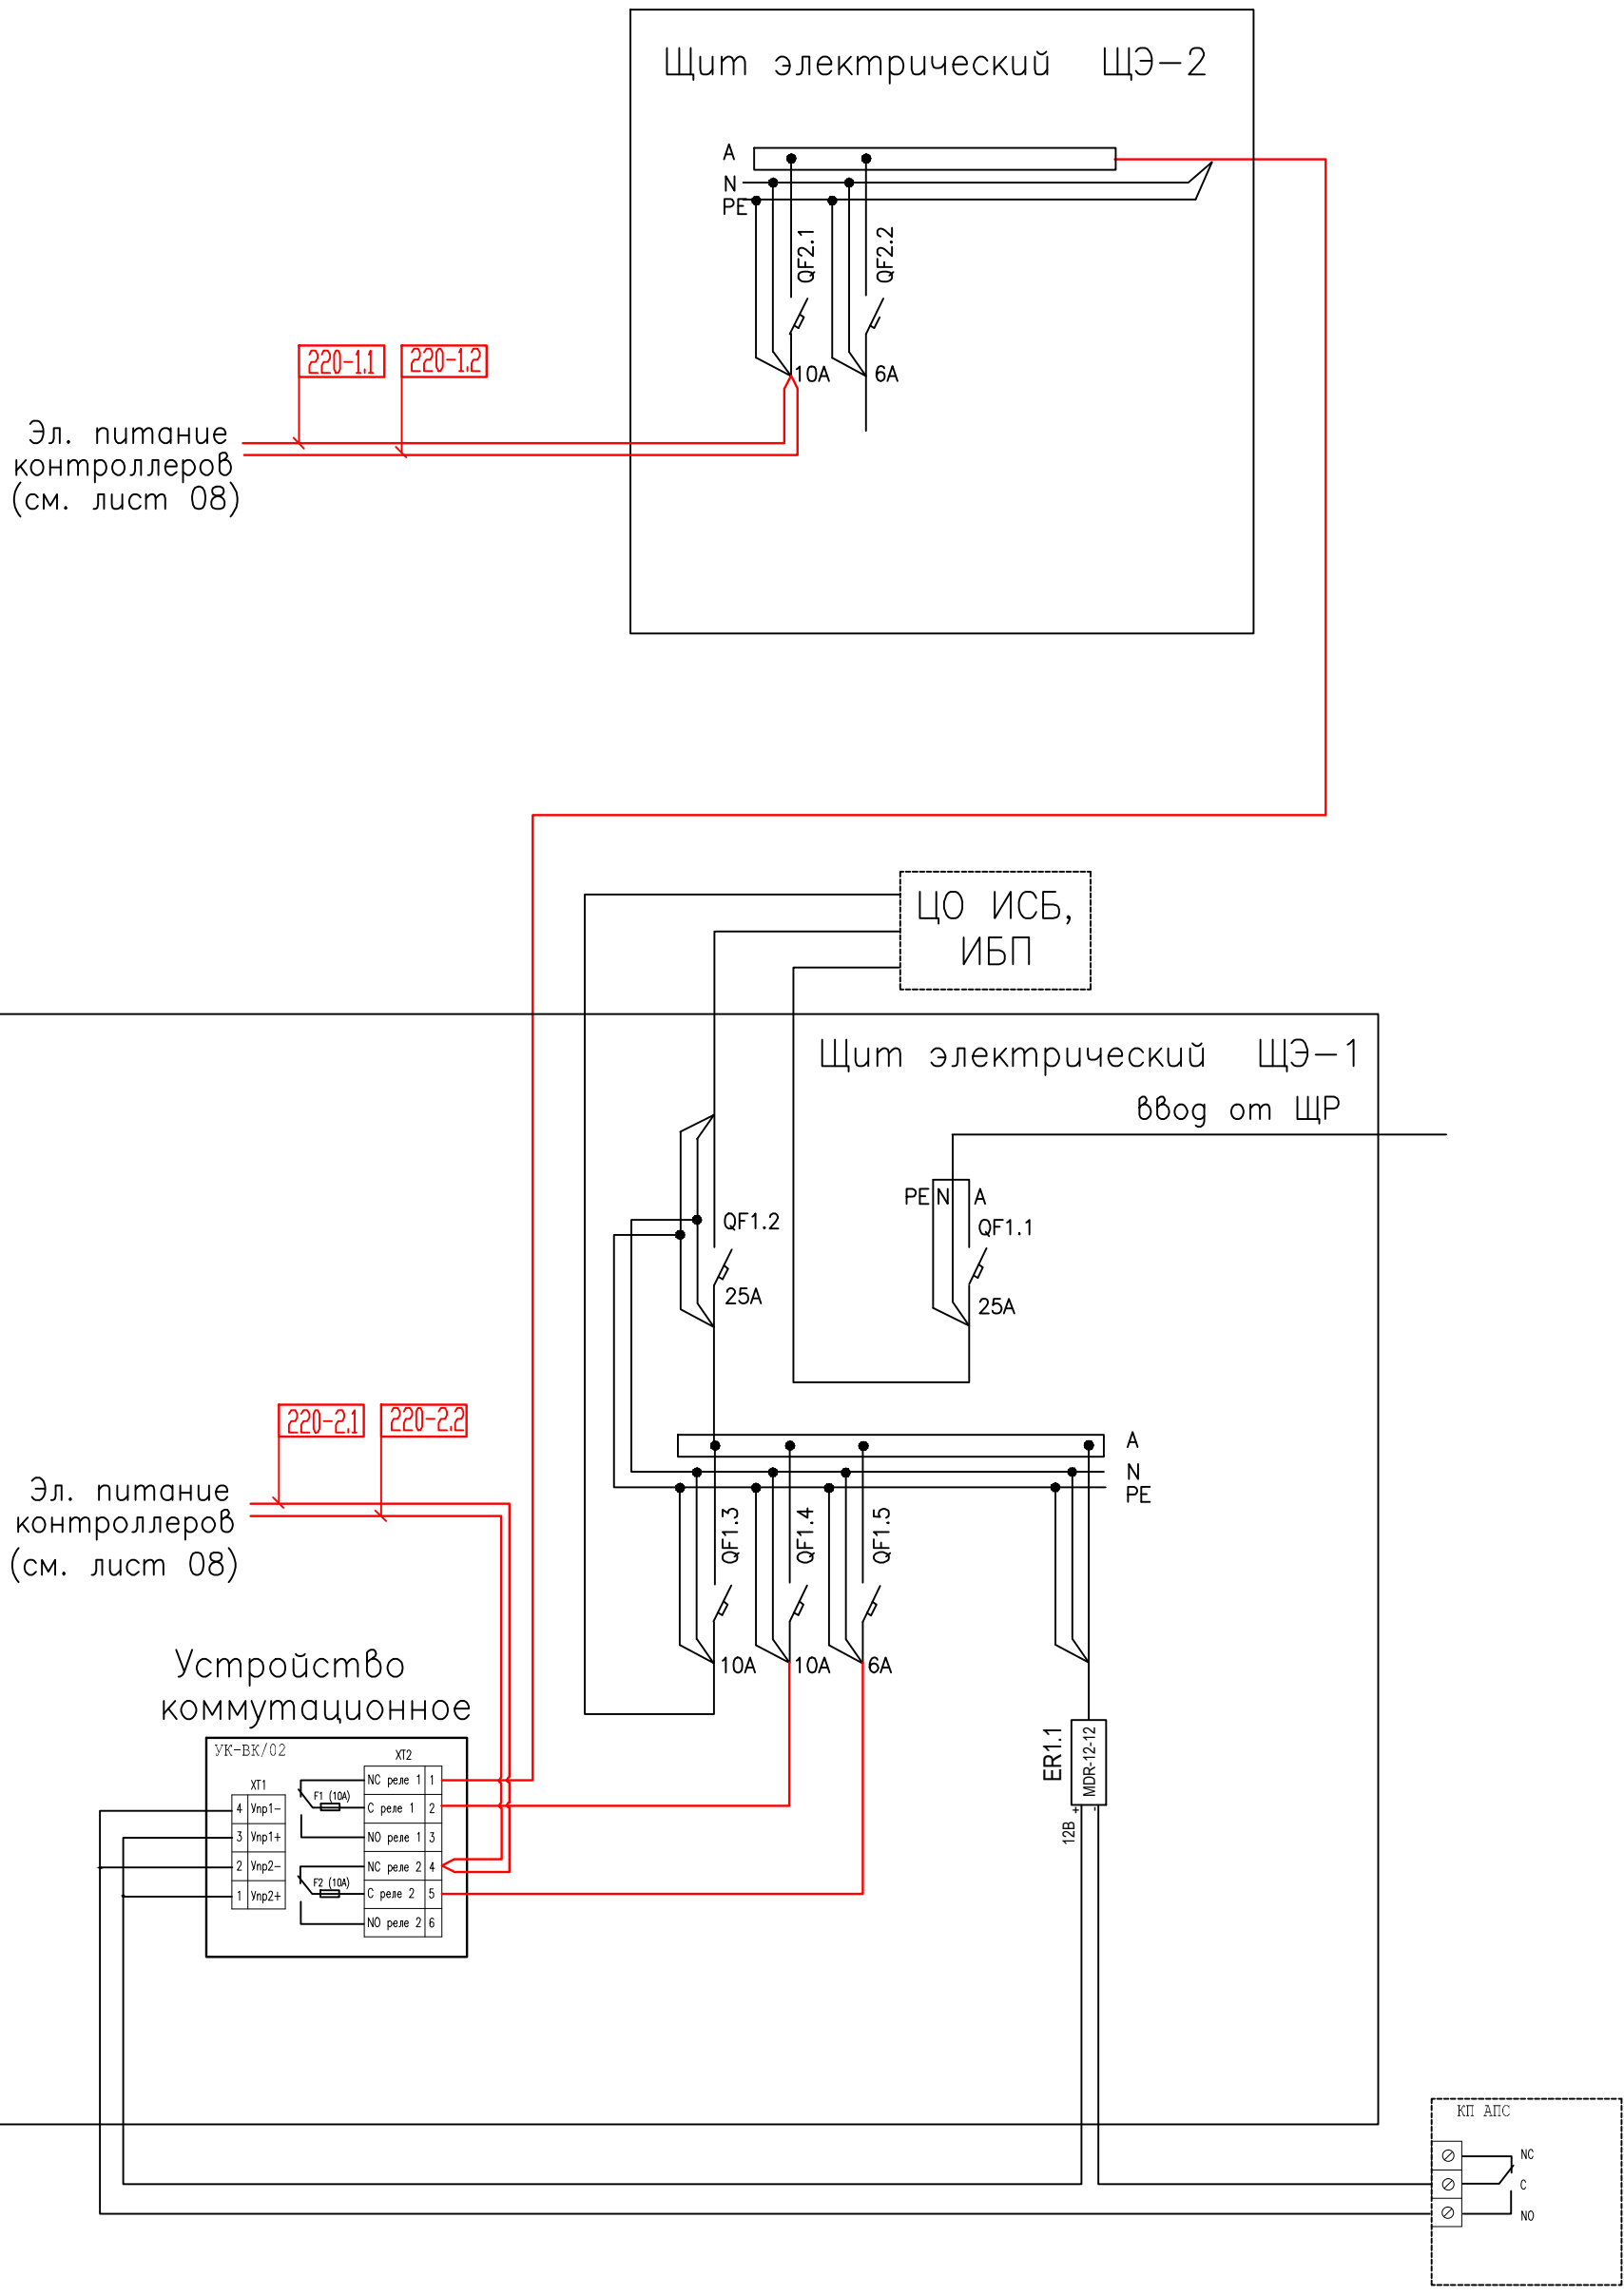 Щит электрический ЩЭ-2
A
N
PE
QF2.1
QF2.2
10A
6A
220-1.1
220-1.2
Эл. питание
контроллеров
(см. лист 08)
ЦО ИСБ,
ИБП
Щит электрический ЩЭ-1
ввод от ЩР
PE N A
QF1.1
25A
QF1.2
25A
A
N
PE
QF1.3
QF1.4
QF1.5
10A
10A
6A
220-2.1
220-2.2
Эл. питание
контроллеров
(см. лист 08)
Устройство
коммутационное
УК-ВК/02
XT1
4 Упр1-
3 Упр1+
2 Упр2-
1 Упр2+
F1 (10A)
F2 (10A)
XT2
NC реле 1 1
C реле 1 2
NO реле 1 3
NC реле 2 4
C реле 2 5
NO реле 2 6
ER1.1
MDR-12-12
12В + -
КП АПС
NC
C
NO